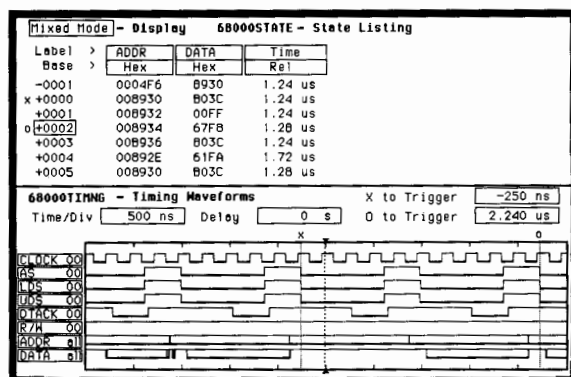 Mixed Mode - Display 68000STATE - State Listing
Label > ADDR DATA Time
Base > Hex Hex Rel
-0001 0004F6 B930 1.24 us
x +0000 008930 B03C 1.24 us
+0001 008932 00FF 1.24 us
o +0002 008934 67F8 1.28 us
+0003 008936 B03C 1.24 us
+0004 00892E 61FA 1.72 us
+0005 008930 B03C 1.28 us
68000TIMNG - Timing Waveforms X to Trigger -250 ns
Time/Div 500 ns Delay 0 s O to Trigger 2.240 us
x o
CLOCK 00
AS 00
LDS 00
UDS 00
DTACK 00
R/W 00
ADDR all
DATA all